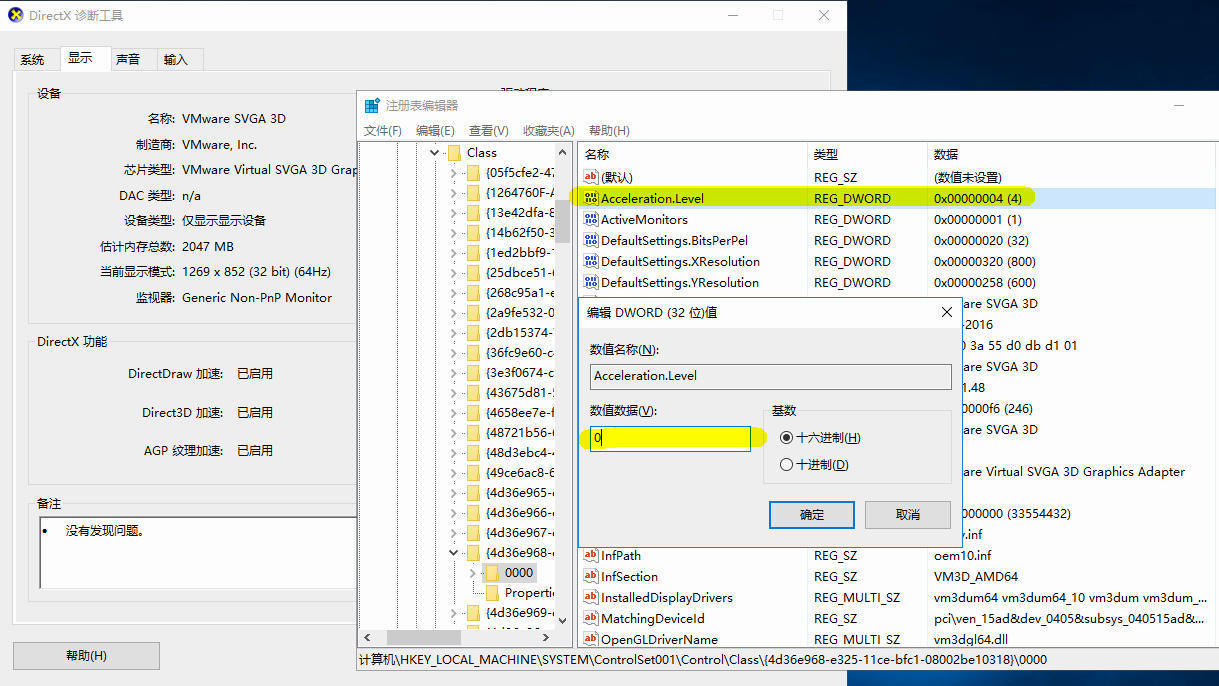 DirectX 诊断工具
系统 显示 声音 输入
设备
名称: VMware SVGA 3D
制造商: VMware, Inc.
芯片类型: VMware Virtual SVGA 3D Grap
DAC 类型: n/a
设备类型: 仅显示显示设备
估计内存总数: 2047 MB
当前显示模式: 1269 x 852 (32 bit) (64Hz)
监视器: Generic Non-PnP Monitor
DirectX 功能
DirectDraw 加速: 已启用
Direct3D 加速: 已启用
AGP 纹理加速: 已启用
备注
• 没有发现问题。
帮助(H)
注册表编辑器
文件(F) 编辑(E) 查看(V) 收藏夹(A) 帮助(H)
Class
{05f5cfe2-47
{1264760F-A
{13e42dfa-8
{14b62f50-3
{1ed2bbf9-
{25dbce51-
{268c95a1-e
{2a9fe532-0
{2db15374-
{36fc9e60-c
{3e3f0674-c
{43675d81-
{4658ee7e-f
{48721b56-
{48d3ebc4-
{49ce6ac8-6
{4d36e965-
{4d36e966-
{4d36e967-
{4d36e968-
0000
Propertie
{4d36e969-
名称 类型 数据
(默认) REG_SZ (数值未设置)
Acceleration.Level REG_DWORD 0x00000004 (4)
ActiveMonitors REG_DWORD 0x00000001 (1)
DefaultSettings.BitsPerPel REG_DWORD 0x00000020 (32)
DefaultSettings.XResolution REG_DWORD 0x00000320 (800)
DefaultSettings.YResolution REG_DWORD 0x00000258 (600)
are SVGA 3D
-2016
0 3a 55 d0 db d1 01
are SVGA 3D
1.48
0000f6 (246)
are SVGA 3D
are Virtual SVGA 3D Graphics Adapter
000000 (33554432)
.inf
InfPath REG_SZ oem10.inf
InfSection REG_SZ VM3D_AMD64
InstalledDisplayDrivers REG_MULTI_SZ vm3dum64 vm3dum64_10 vm3dum vm3dum_...
MatchingDeviceId REG_SZ pci\ven_15ad&dev_0405&subsys_040515ad&...
OpenGLDriverName REG_MULTI_SZ vm3dgl64.dll
编辑 DWORD (32 位)值
数值名称(N):
Acceleration.Level
数值数据(V):
0
基数
十六进制(H)
十进制(D)
确定 取消
计算机\HKEY_LOCAL_MACHINE\SYSTEM\ControlSet001\Control\Class\{4d36e968-e325-11ce-bfc1-08002be10318}\0000